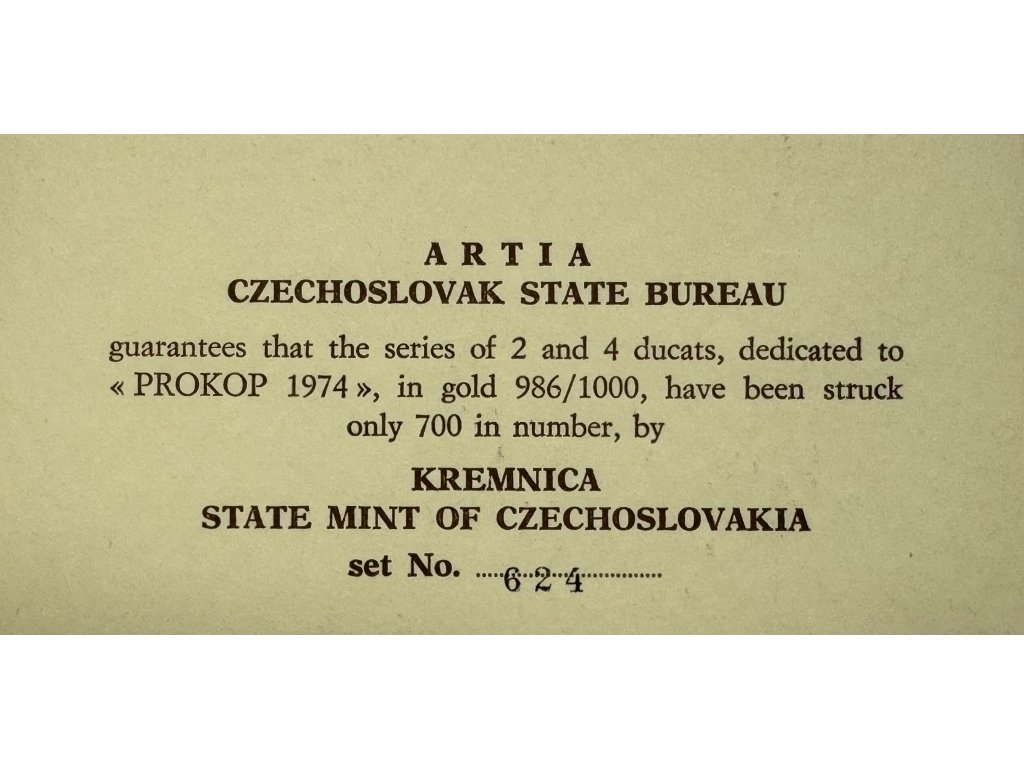 ARTIA
CZECHOSLOVAK STATE BUREAU
guarantees that the series of 2 and 4 ducats, dedicated to
« PROKOP 1974 », in gold 986/1000, have been struck
only 700 in number, by
KREMNICA
STATE MINT OF CZECHOSLOVAKIA
set No. 624